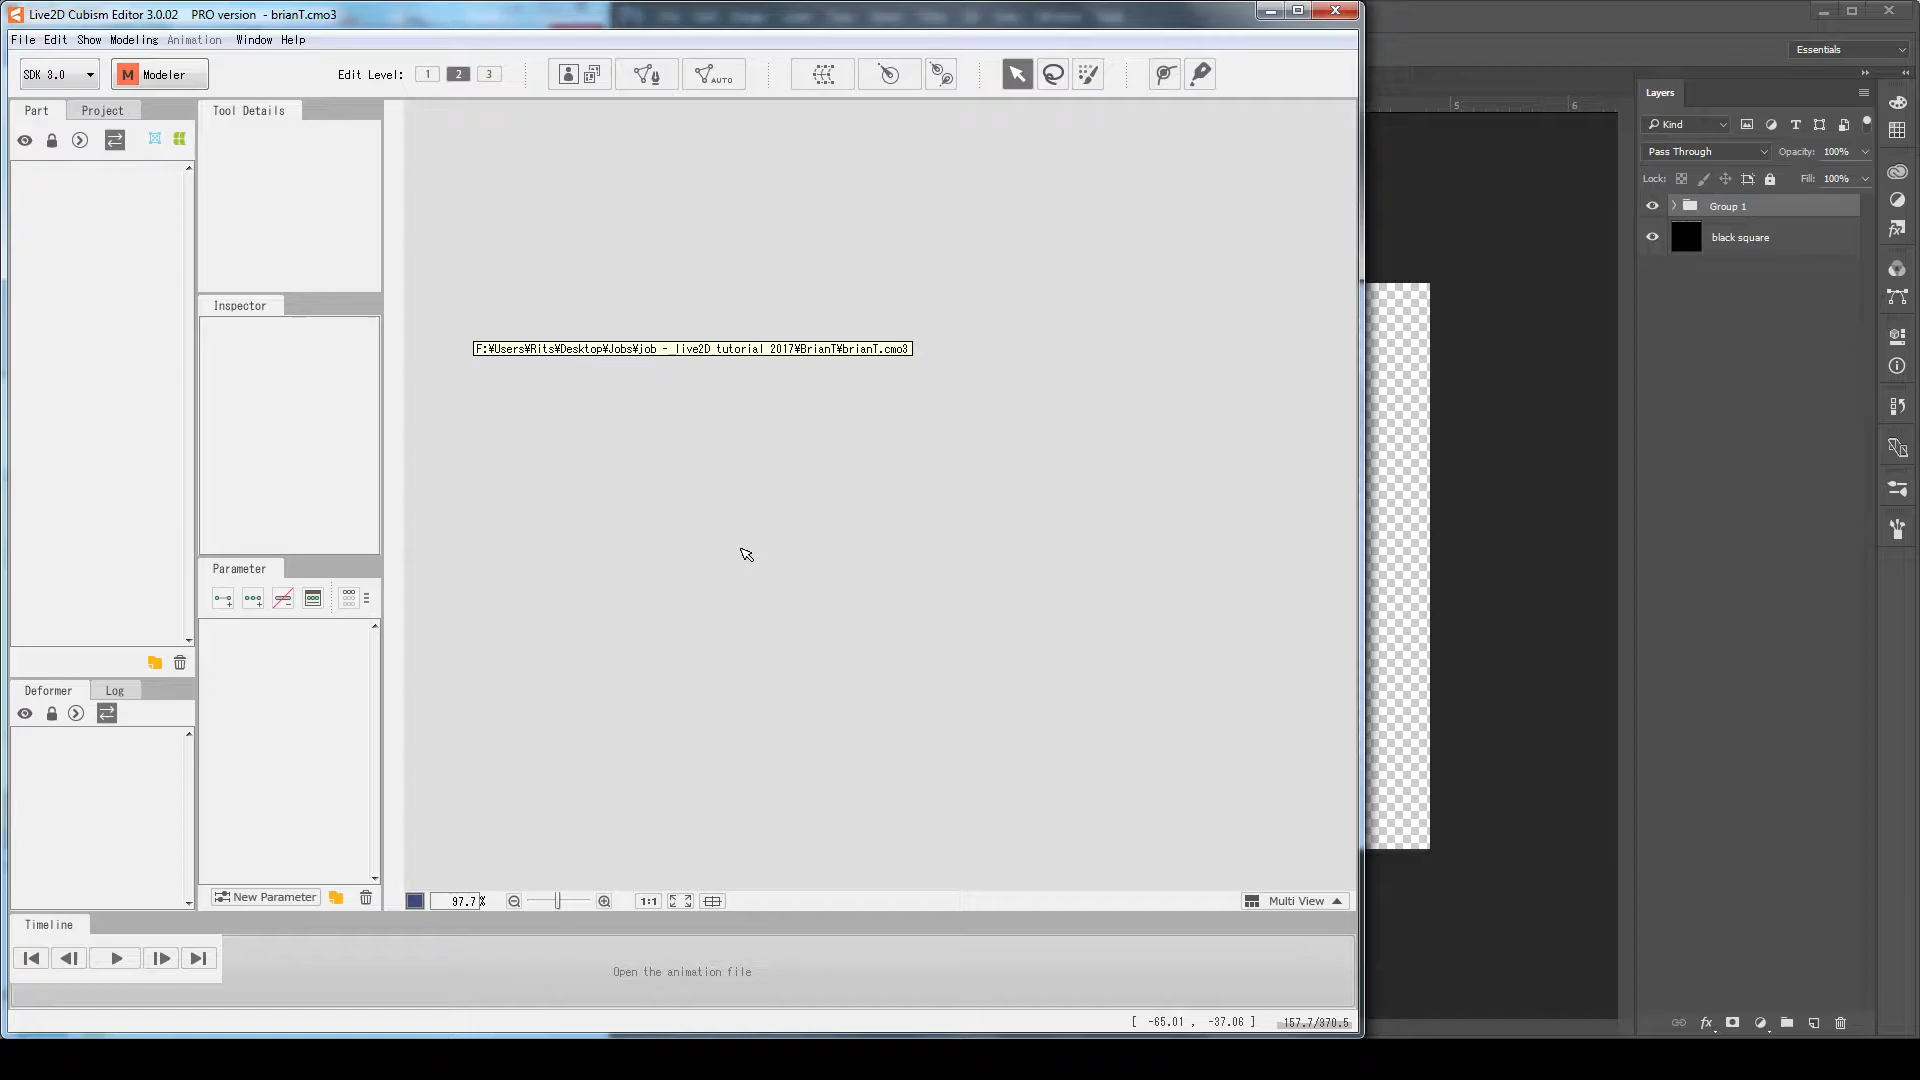 Live2D Cubism Editor 3.0.02    PRO version  - brianT.cmo3
File Edit Show Modeling Animation Window Help
SDK 3.0
M Modeler
Edit Level: 1 2 3
AUTO
Essentials
Part Project
Tool Details
Inspector
Parameter
New Parameter
Deformer Log
F:¥Users¥Rits¥Desktop¥Jobs¥job - live2D tutorial 2017¥BrianT¥brianT.cmo3
97.7%
1:1
Multi View
Timeline
Open the animation file
[ -65.01 , -37.06 ]
157.7/370.5
5 6
Layers
Kind
Pass Through Opacity: 100%
Lock: Fill: 100%
Group 1
black square
fx